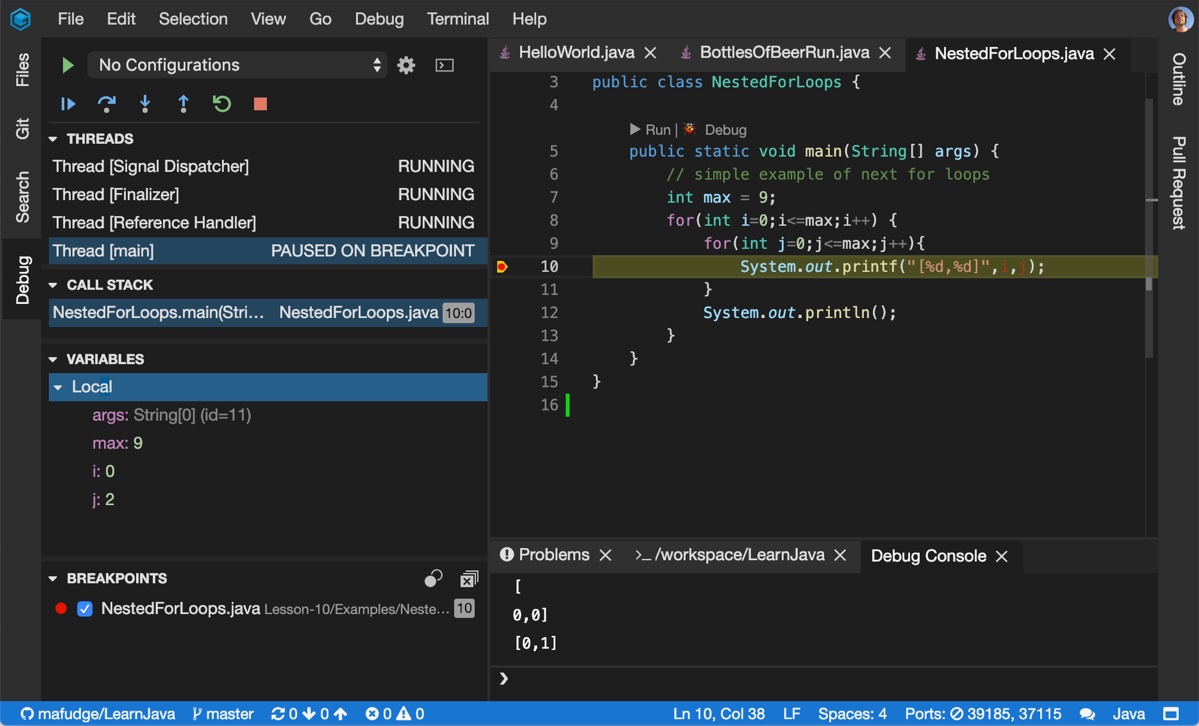 File Edit Selection View Go Debug Terminal Help
Files
Git
Search
Debug
No Configurations
THREADS
Thread [Signal Dispatcher] RUNNING
Thread [Finalizer] RUNNING
Thread [Reference Handler] RUNNING
Thread [main] PAUSED ON BREAKPOINT
CALL STACK
NestedForLoops.main(Stri... NestedForLoops.java 10:0
VARIABLES
Local
args: String[0] (id=11)
max: 9
i: 0
j: 2
BREAKPOINTS
NestedForLoops.java Lesson-10/Examples/Neste... 10
HelloWorld.java BottlesOfBeerRun.java NestedForLoops.java
3 public class NestedForLoops {
4
Run | Debug
5 public static void main(String[] args) {
6 // simple example of next for loops
7 int max = 9;
8 for(int i=0;i<=max;i++) {
9 for(int j=0;j<=max;j++){
10 System.out.printf("[%d,%d]",i,j);
11 }
12 System.out.println();
13 }
14 }
15 }
16
Problems >_ /workspace/LearnJava Debug Console
[
0,0]
[0,1]
❯
Outline
Pull Request
mafudge/LearnJava master 0 0 0 0 Ln 10, Col 38 LF Spaces: 4 Ports: 39185, 37115 Java